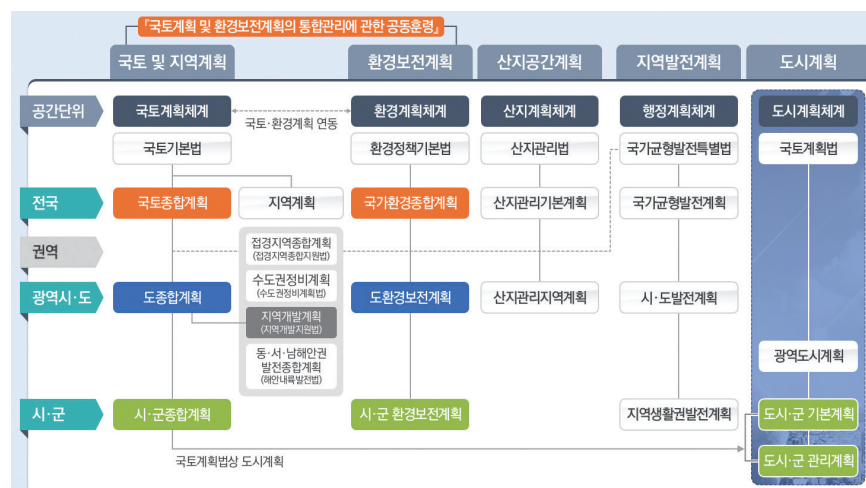 『국토계획 및 환경보전계획의 통합관리에 관한 공동훈령』
국토 및 지역계획
환경보전계획
산지공간계획
지역발전계획
도시계획
공간단위
국토계획체계
국토·환경계획 연동
환경계획체계
산지계획체계
행정계획체계
도시계획체계
국토기본법
환경정책기본법
산지관리법
국가균형발전특별법
국토계획법
전국
국토종합계획
지역계획
국가환경종합계획
산지관리기본계획
국가균형발전계획
권역
접경지역종합계획
(접경지역종합지원법)
수도권정비계획
(수도권정비계획법)
지역개발계획
(지역개발지원법)
동·서·남해안권
발전종합계획
(해안내륙발전법)
광역시·도
도종합계획
도환경보전계획
산지관리지역계획
시·도발전계획
광역도시계획
시·군
시·군종합계획
시·군 환경보전계획
지역생활권발전계획
도시·군 기본계획
국토계획법상 도시계획
도시·군 관리계획